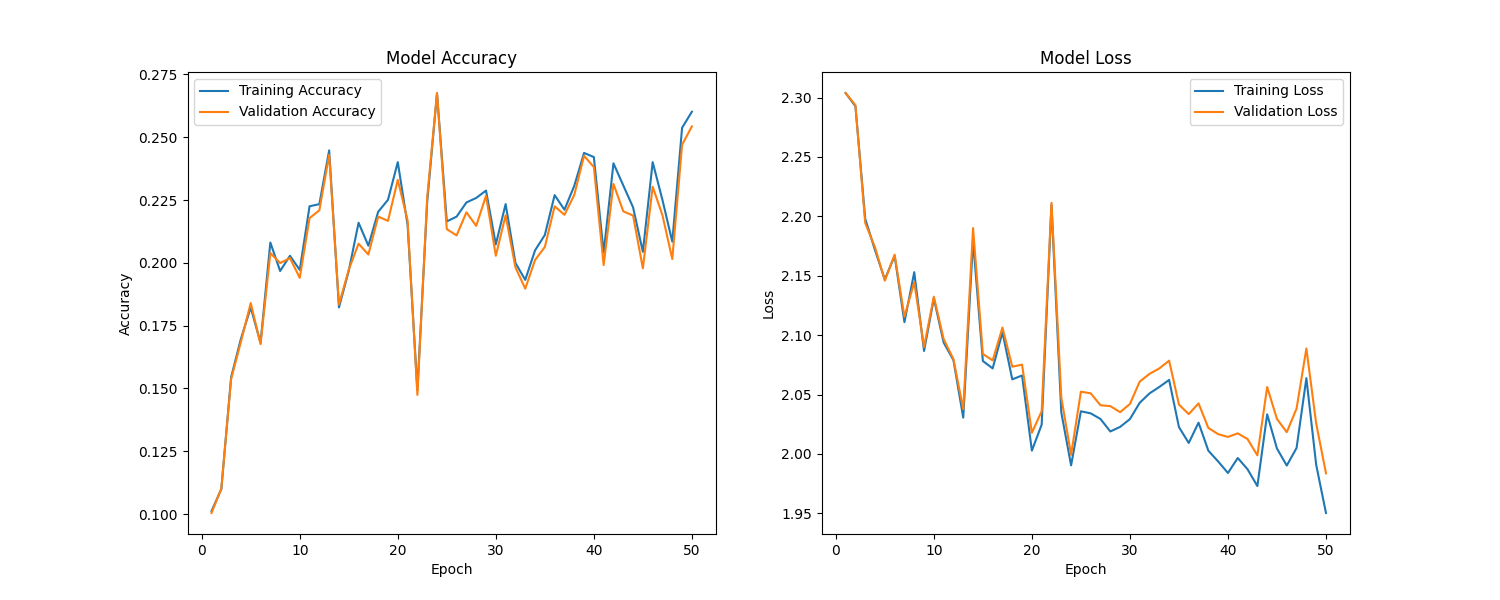 Model Accuracy
Training Accuracy
Validation Accuracy
0.275
0.250
0.225
0.200
0.175
0.150
0.125
0.100
Accuracy
0 10 20 30 40 50
Epoch
Model Loss
Training Loss
Validation Loss
2.30
2.25
2.20
2.15
2.10
2.05
2.00
1.95
Loss
0 10 20 30 40 50
Epoch